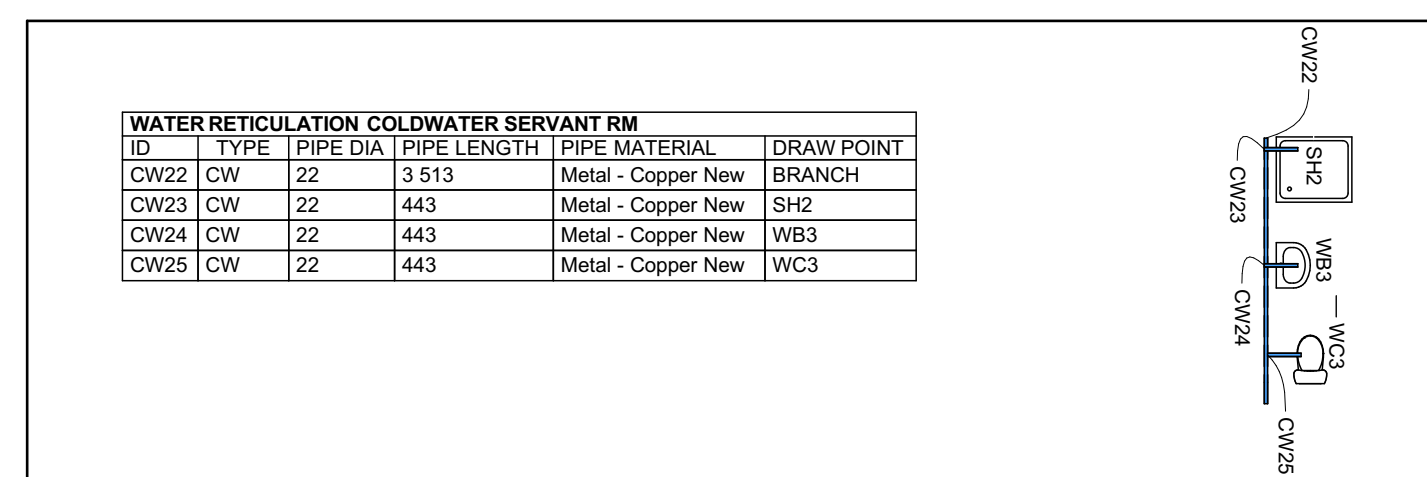 WATER RETICULATION COLDWATER SERVANT RM
ID TYPE PIPE DIA PIPE LENGTH PIPE MATERIAL DRAW POINT
CW22 CW 22 3 513 Metal - Copper New BRANCH
CW23 CW 22 443 Metal - Copper New SH2
CW24 CW 22 443 Metal - Copper New WB3
CW25 CW 22 443 Metal - Copper New WC3
CW22
SH2
CW23
WB3
CW24
WC3
CW25